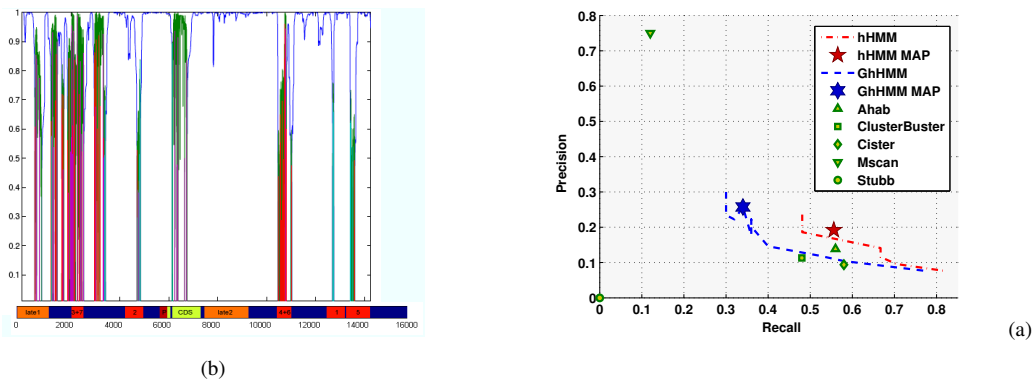 1
0.9
0.8
0.7
0.6
0.5
0.4
0.3
0.2
0.1
late1 3+7 2 CDS late2 4+6 1 5
0 2000 4000 6000 8000 10000 12000 14000 16000
(b)
0.8
0.7
0.6
0.5
0.4
0.3
0.2
0.1
0
Precision
0 0.1 0.2 0.3 0.4 0.5 0.6 0.7 0.8
Recall
hHMM
hHMM MAP
GhHMM
GhHMM MAP
Ahab
ClusterBuster
Cister
Mscan
Stubb
(a)